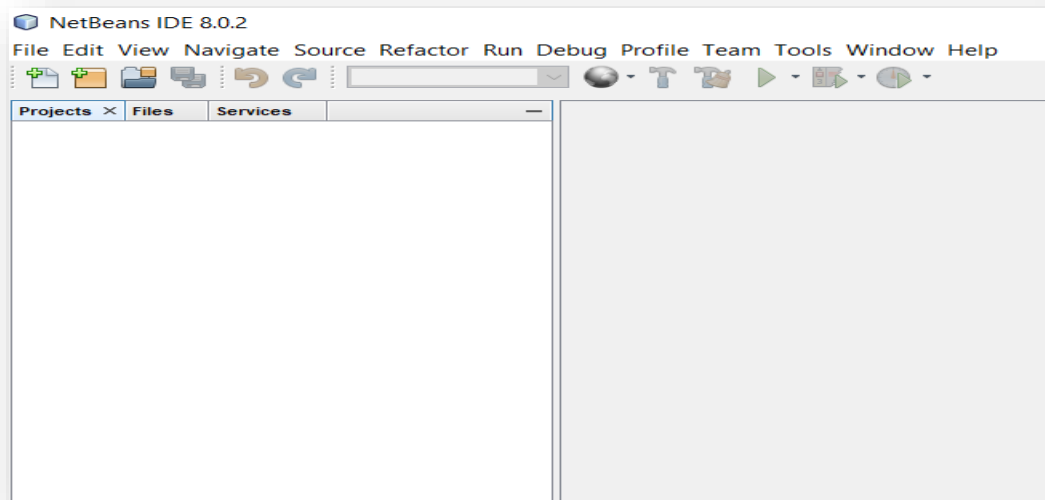 NetBeans IDE 8.0.2
File Edit View Navigate Source Refactor Run Debug Profile Team Tools Window Help
Projects Files Services